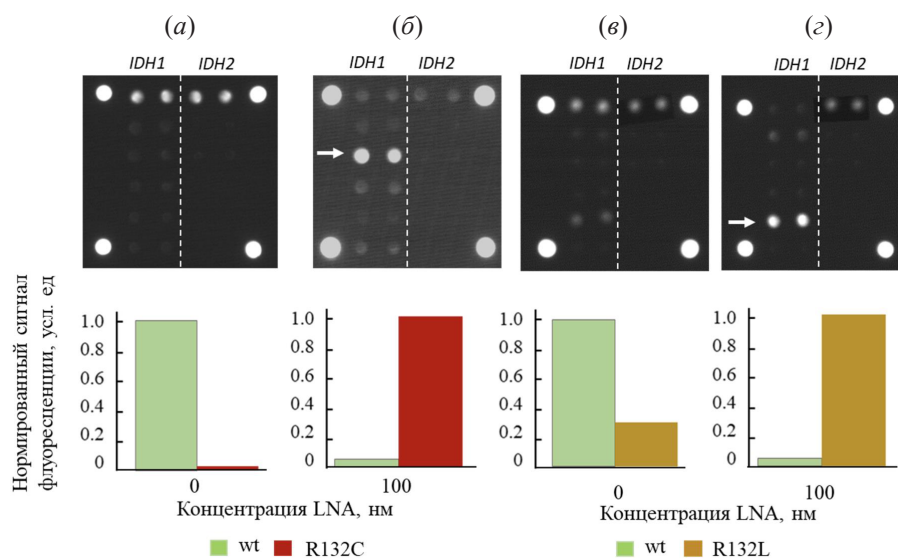 (а) (б) (в) (г)
IDH1 IDH2 IDH1 IDH2 IDH1 IDH2 IDH1 IDH2
Нормированный сигнал
флуоресценции, усл. ед
1.0 1.0 1.0 1.0
0.8 0.8 0.8 0.8
0.6 0.6 0.6 0.6
0.4 0.4 0.4 0.4
0.2 0.2 0.2 0.2
0 0 0 0
0 100 0 100
Концентрация LNA, нм Концентрация LNA, нм
wt R132C wt R132L